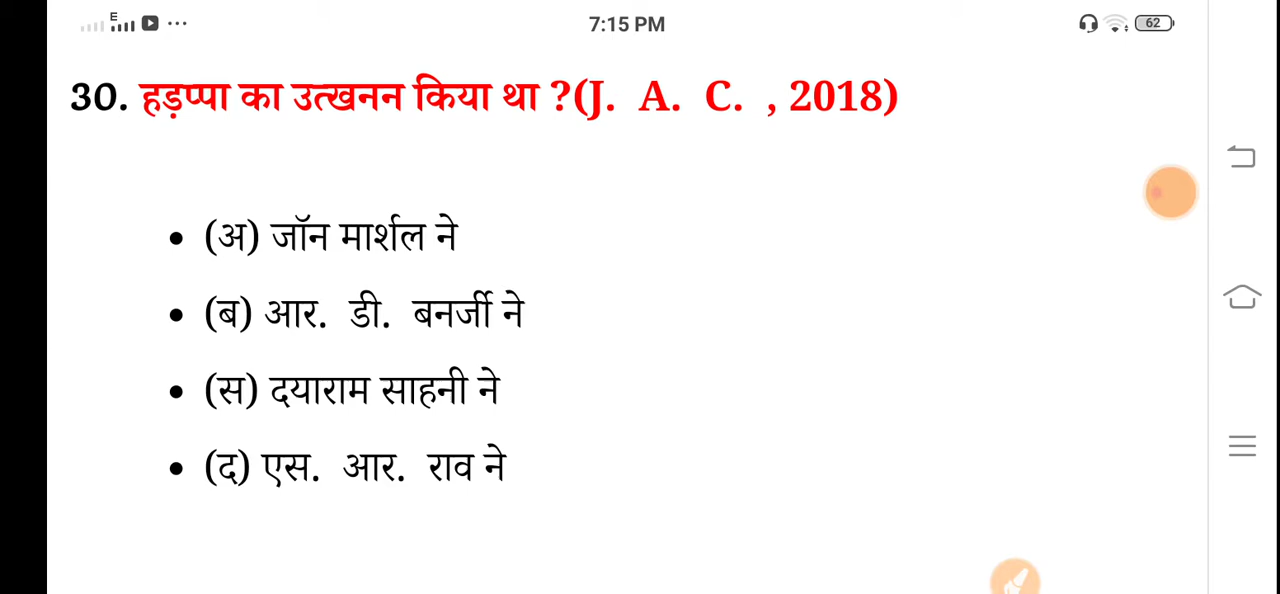 E
7:15 PM
62
30. हड़प्पा का उत्खनन किया था ?(J. A. C. , 2018)
• (अ) जॉन मार्शल ने
• (ब) आर. डी. बनर्जी ने
• (स) दयाराम साहनी ने
• (द) एस. आर. राव ने